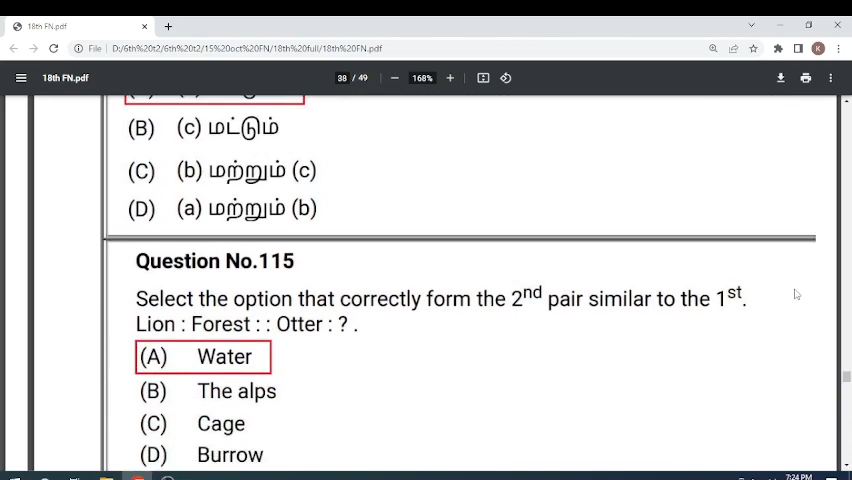 18th FN.pdf
File D:/6th%20t2/6th%20t2/15%20oct%20FN/18th%20full/18th%20FN.pdf
K
18th FN.pdf 38 / 49 168%
(B) (c) மட்டும்
(C) (b) மற்றும் (c)
(D) (a) மற்றும் (b)
Question No.115
Select the option that correctly form the 2nd pair similar to the 1st.
Lion : Forest : : Otter : ? .
(A) Water
(B) The alps
(C) Cage
(D) Burrow
7:24 PM